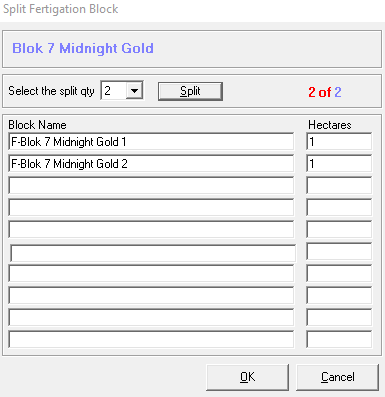 Split Fertigation Block
Blok 7 Midnight Gold
Select the split qty 2 Split 2 of 2
Block Name Hectares
F-Blok 7 Midnight Gold 1 1
F-Blok 7 Midnight Gold 2 1
OK Cancel